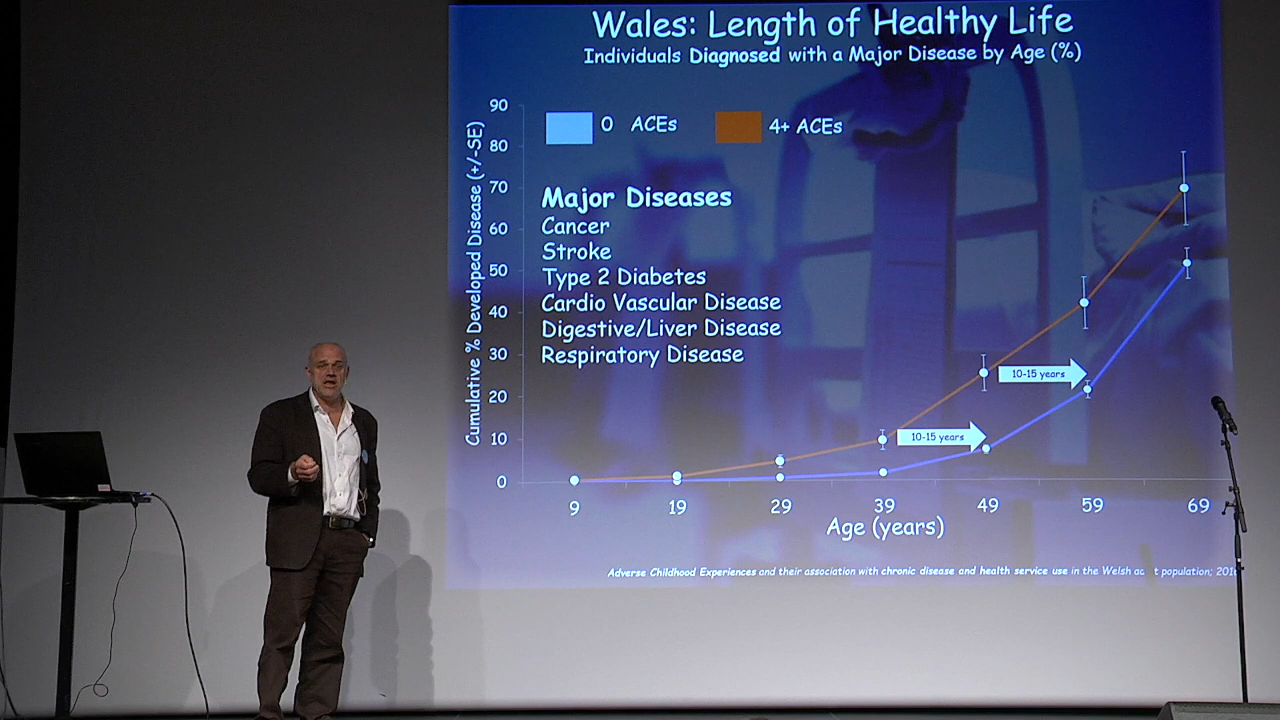 Wales: Length of Healthy Life
Individuals Diagnosed with a Major Disease by Age (%)
Cumulative % Developed Disease (+/-SE)
90
80
70
60
50
40
30
20
10
0
0 ACEs
4+ ACEs
Major Diseases
Cancer
Stroke
Type 2 Diabetes
Cardio Vascular Disease
Digestive/Liver Disease
Respiratory Disease
10-15 years
10-15 years
9 19 29 39 49 59 69
Age (years)
Adverse Childhood Experiences and their association with chronic disease and health service use in the Welsh population;